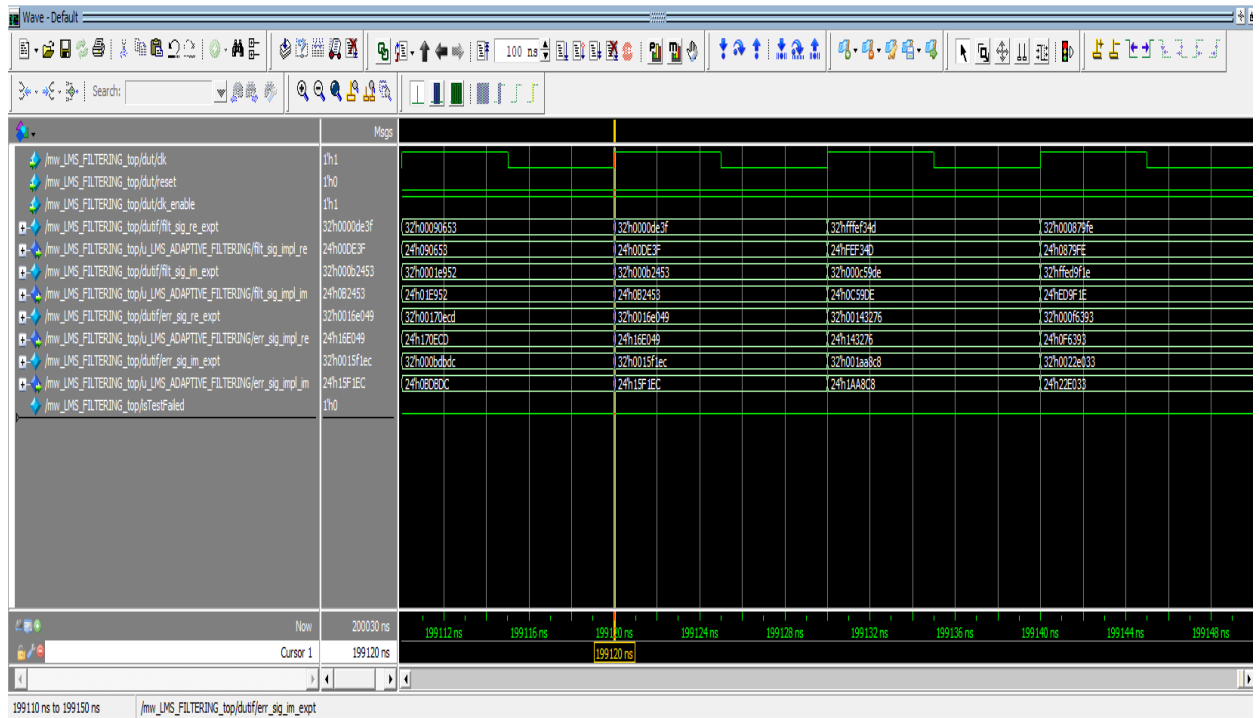 Wave - Default
100 ns
Search:
Msgs
/mw_LMS_FILTERING_top/dut/clk 1'h1
/mw_LMS_FILTERING_top/dut/reset 1'h0
/mw_LMS_FILTERING_top/dut/clk_enable 1'h1
/mw_LMS_FILTERING_top/dutif/filt_sig_re_expt 32'h0000de3f 32'h00090653 32'h0000de3f 32'hfffef34d 32'h000879fe
/mw_LMS_FILTERING_top/u_LMS_ADAPTIVE_FILTERING/filt_sig_impl_re 24'h00DE3F 24'h090653 24'h00DE3F 24'hFEF34D 24'h0879FE
/mw_LMS_FILTERING_top/dutif/filt_sig_im_expt 32'h000b2453 32'h0001e952 32'h000b2453 32'h000c59de 32'hffed9f1e
/mw_LMS_FILTERING_top/u_LMS_ADAPTIVE_FILTERING/filt_sig_impl_im 24'h0B2453 24'h01E952 24'h0B2453 24'h0C59DE 24'hED9F1E
/mw_LMS_FILTERING_top/dutif/err_sig_re_expt 32'h0016e049 32'h00170ecd 32'h0016e049 32'h00143276 32'h000f6393
/mw_LMS_FILTERING_top/u_LMS_ADAPTIVE_FILTERING/err_sig_impl_re 24'h16E049 24'h170ECD 24'h16E049 24'h143276 24'h0F6393
/mw_LMS_FILTERING_top/dutif/err_sig_im_expt 32'h0015f1ec 32'h000bdbdc 32'h0015f1ec 32'h001aa8c8 32'h0022e033
/mw_LMS_FILTERING_top/u_LMS_ADAPTIVE_FILTERING/err_sig_impl_im 24'h15F1EC 24'h0BDBDC 24'h15F1EC 24'h1AA8C8 24'h22E033
/mw_LMS_FILTERING_top/isTestFailed 1'h0
Now 200030 ns 199112 ns 199116 ns 199120 ns 199124 ns 199128 ns 199132 ns 199136 ns 199140 ns 199144 ns 199148 ns
Cursor 1 199120 ns 199120 ns
199110 ns to 199150 ns /mw_LMS_FILTERING_top/dutif/err_sig_im_expt